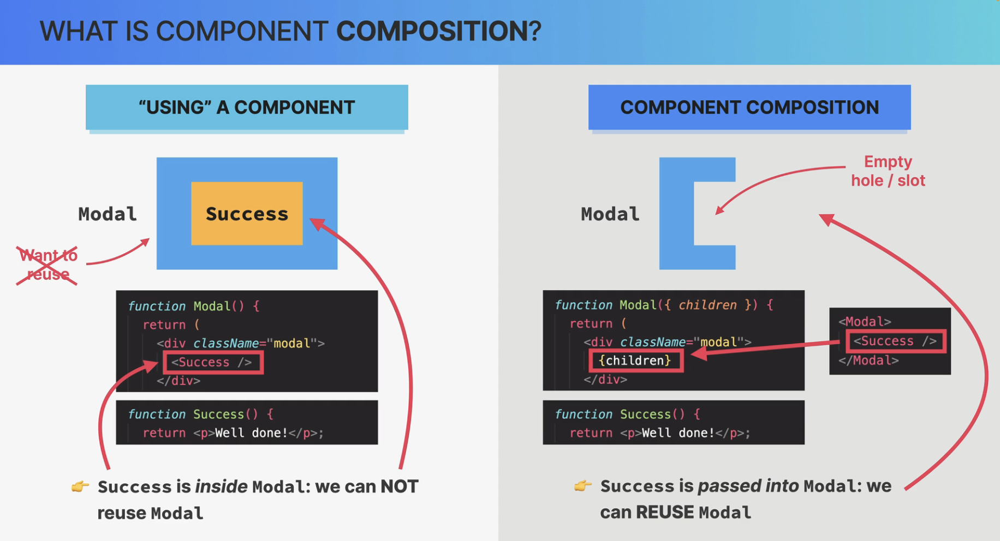 WHAT IS COMPONENT COMPOSITION?
“USING” A COMPONENT
Modal
Success
Want to
reuse
function Modal() {
return (
<div className="modal">
<Success />
</div>
function Success() {
return <p>Well done!</p>;
👉 Success is inside Modal: we can NOT
reuse Modal
COMPONENT COMPOSITION
Empty
hole / slot
Modal
function Modal({ children }) {
return (
<div className="modal">
{children}
</div>
<Modal>
<Success />
</Modal>
function Success() {
return <p>Well done!</p>;
👉 Success is passed into Modal: we
can REUSE Modal